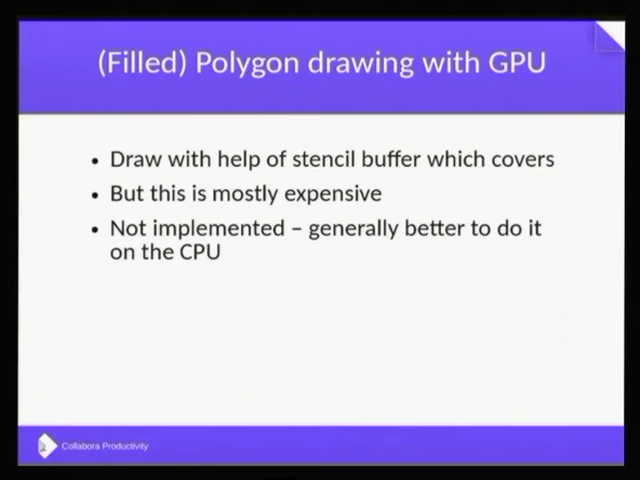 (Filled) Polygon drawing with GPU
• Draw with help of stencil buffer which covers
• But this is mostly expensive
• Not implemented – generally better to do it
on the CPU
Collabora Productivity